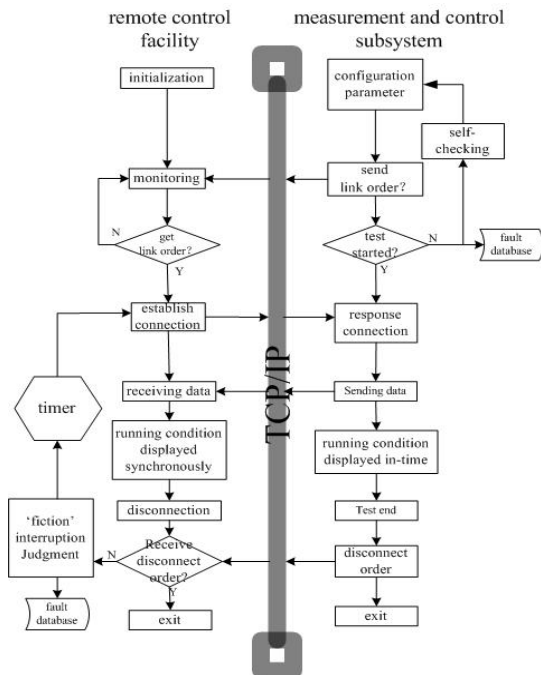 remote control
facility
measurement and control
subsystem
initialization
configuration
parameter
self-
checking
monitoring
send
link order?
N
get
link order?
Y
test
started?
N
Y
fault
database
establish
connection
response
connection
TCP/IP
timer
receiving data
Sending data
running condition
displayed
synchronously
running condition
displayed in-time
disconnection
Test end
'fiction'
interruption
Judgment
N
Receive
disconnect
order?
Y
disconnect
order
fault
database
exit
exit